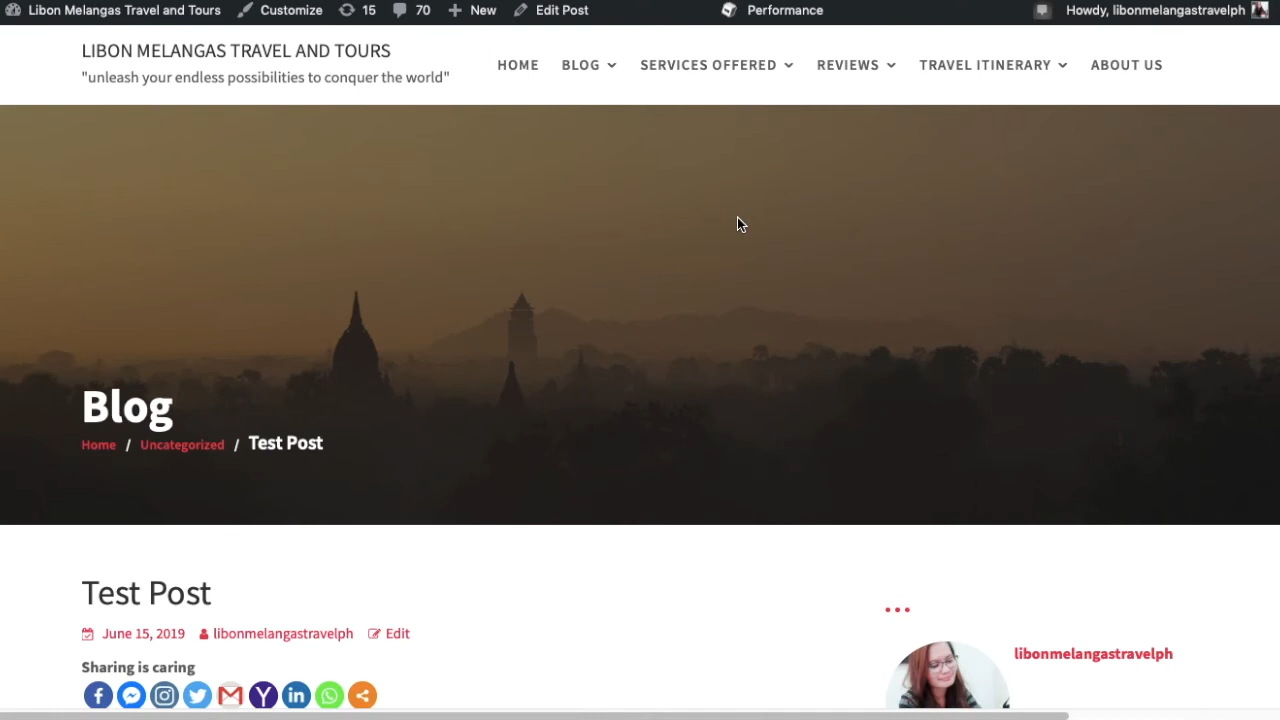 Libon Melangas Travel and Tours Customize 15 70 New Edit Post Performance Howdy, libonmelangastravelph
LIBON MELANGAS TRAVEL AND TOURS
"unleash your endless possibilities to conquer the world"
HOME BLOG SERVICES OFFERED REVIEWS TRAVEL ITINERARY ABOUT US
Blog
Home / Uncategorized / Test Post
Test Post
June 15, 2019 libonmelangastravelph Edit
Sharing is caring
libonmelangastravelph